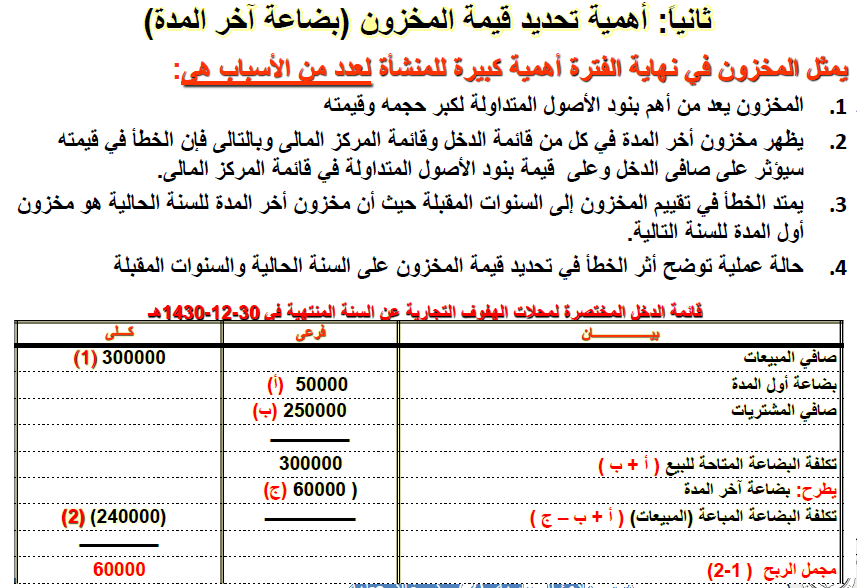 ثانياً: أهمية تحديد قيمة المخزون (بضاعة آخر المدة)
يمثل المخزون في نهاية الفترة أهمية كبيرة للمنشأة لعدد من الأسباب هي:
1. المخزون يعد من أهم بنود الأصول المتداولة لكبر حجمه وقيمته
2. يظهر مخزون أخر المدة في كل من قائمة الدخل وقائمة المركز المالى وبالتالى فإن الخطأ في قيمته
سيؤثر على صافى الدخل وعلى قيمة بنود الأصول المتداولة في قائمة المركز المالى.
3. يمتد الخطأ في تقييم المخزون إلى السنوات المقبلة حيث أن مخزون أخر المدة للسنة الحالية هو مخزون
أول المدة للسنة التالية.
4. حالة عملية توضح أثر الخطأ في تحديد قيمة المخزون على السنة الحالية والسنوات المقبلة
قائمة الدخل المختصرة لمحلات الهفوف التجارية عن السنة المنتهية في 30-12-1430هـ
بيـــــــــان فرعى كـلى
صافي المبيعات 300000 (1)
بضاعة أول المدة 50000 (أ)
صافي المشتريات 250000 (ب)
تكلفة البضاعة المتاحة للبيع ( أ + ب ) 300000
يطرح: بضاعة آخر المدة ( 60000 (ج)
تكلفة البضاعة المباعة (المبيعات) ( أ + ب – ج ) (240000) (2)
مجمل الربح ( 1-2) 60000